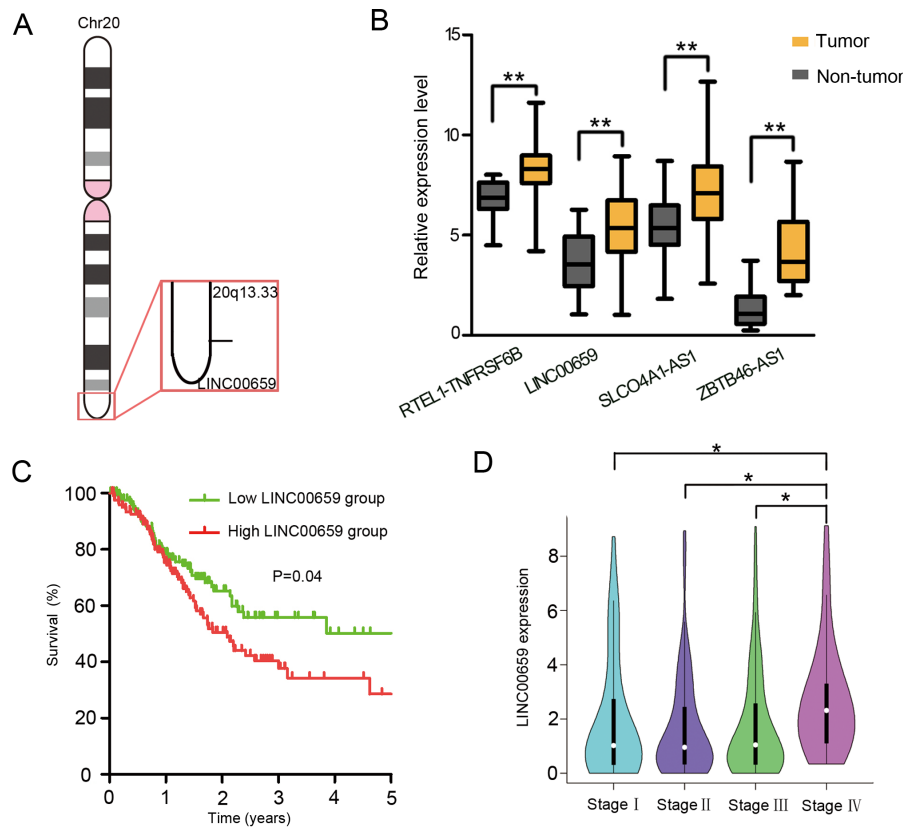 A
Chr20
20q13.33
LINC00659
B
Relative expression level
15
10
5
0
**
**
**
**
Tumor
Non-tumor
RTEL1-TNFRSF6B
LINC00659
SLCO4A1-AS1
ZBTB46-AS1
C
Survival (%)
100
80
60
40
20
0
Low LINC00659 group
High LINC00659 group
P=0.04
0 1 2 3 4 5
Time (years)
D
*
*
*
LINC00659 expression
8
6
4
2
0
Stage Ⅰ Stage Ⅱ Stage Ⅲ Stage Ⅳ